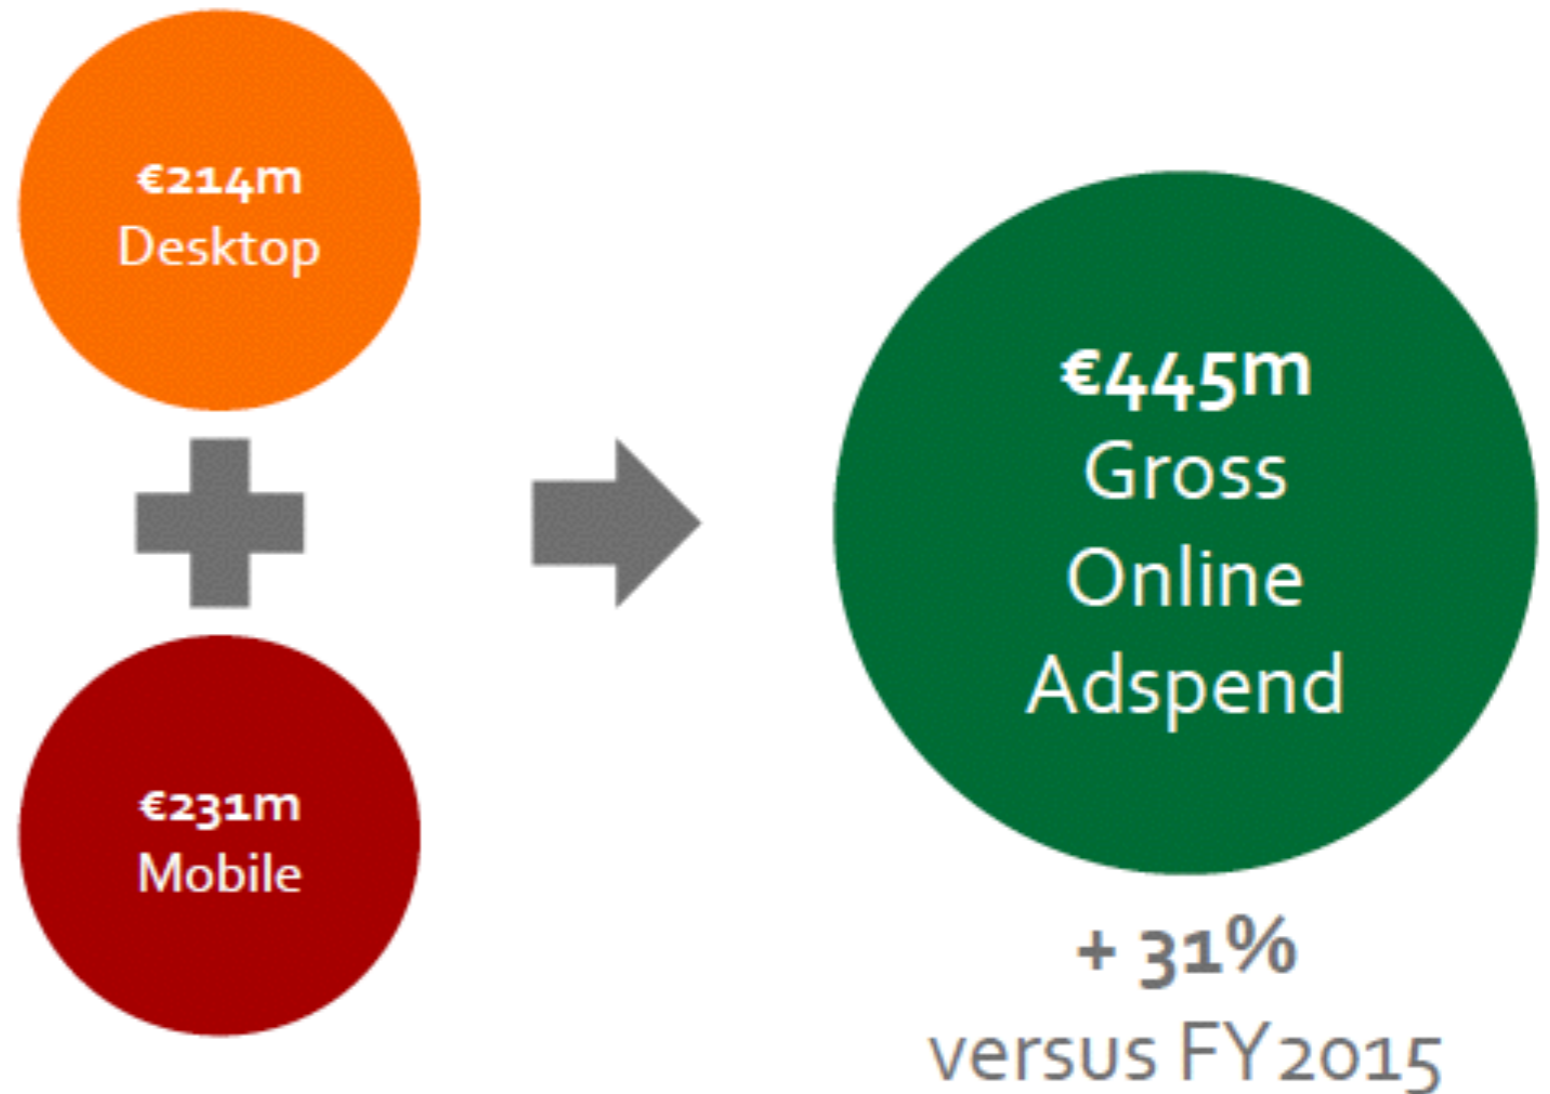 €214m
Desktop
€231m
Mobile
€445m
Gross
Online
Adspend
+ 31%
versus FY2015